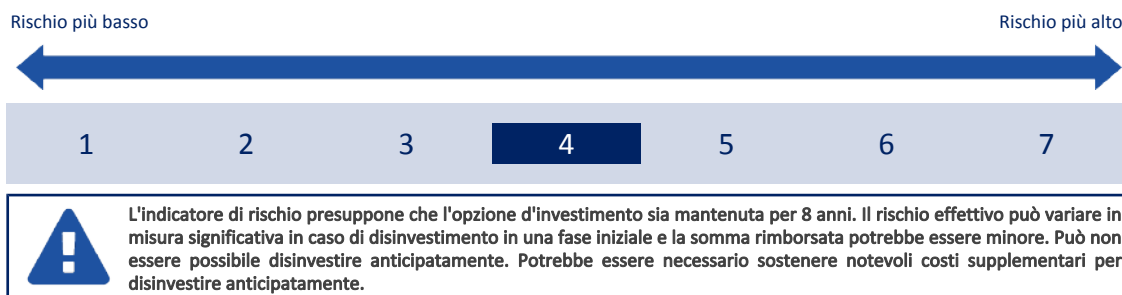 Rischio più basso Rischio più alto
1 2 3 4 5 6 7
L'indicatore di rischio presuppone che l'opzione d'investimento sia mantenuta per 8 anni. Il rischio effettivo può variare in
misura significativa in caso di disinvestimento in una fase iniziale e la somma rimborsata potrebbe essere minore. Può non
essere possibile disinvestire anticipatamente. Potrebbe essere necessario sostenere notevoli costi supplementari per
disinvestire anticipatamente.